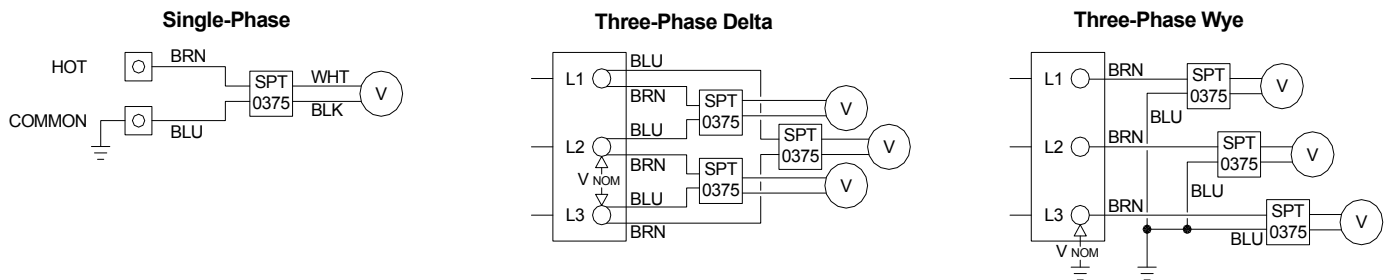 Single-Phase
HOT
BRN
SPT
0375
WHT
V
BLK
COMMON
BLU
Three-Phase Delta
L1
BLU
BRN
SPT
0375
V
BLU
L2
SPT
0375
V
BRN
V NOM
SPT
0375
V
BLU
L3
BRN
Three-Phase Wye
L1
BRN
SPT
0375
V
BLU
L2
BRN
SPT
0375
V
BLU
L3
BRN
SPT
0375
V
BLU
V NOM